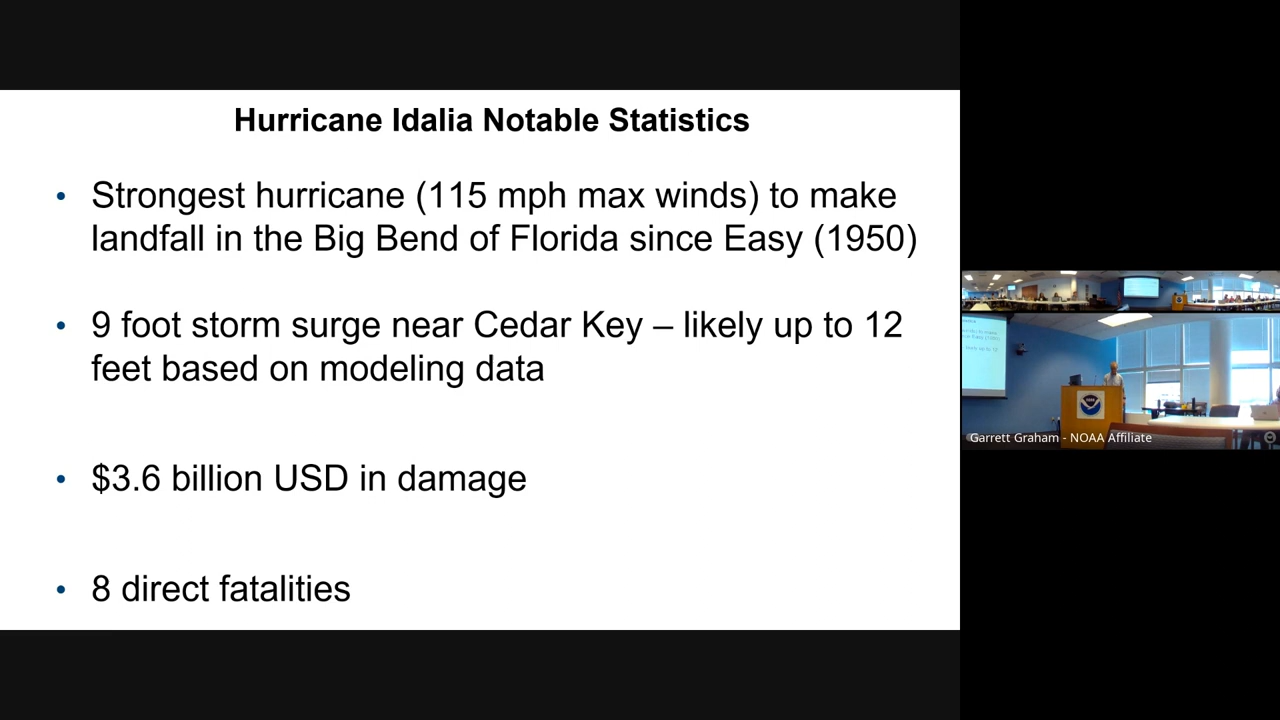 Hurricane Idalia Notable Statistics
• Strongest hurricane (115 mph max winds) to make
landfall in the Big Bend of Florida since Easy (1950)
• 9 foot storm surge near Cedar Key – likely up to 12
feet based on modeling data
• $3.6 billion USD in damage
• 8 direct fatalities
Garrett Graham - NOAA Affiliate